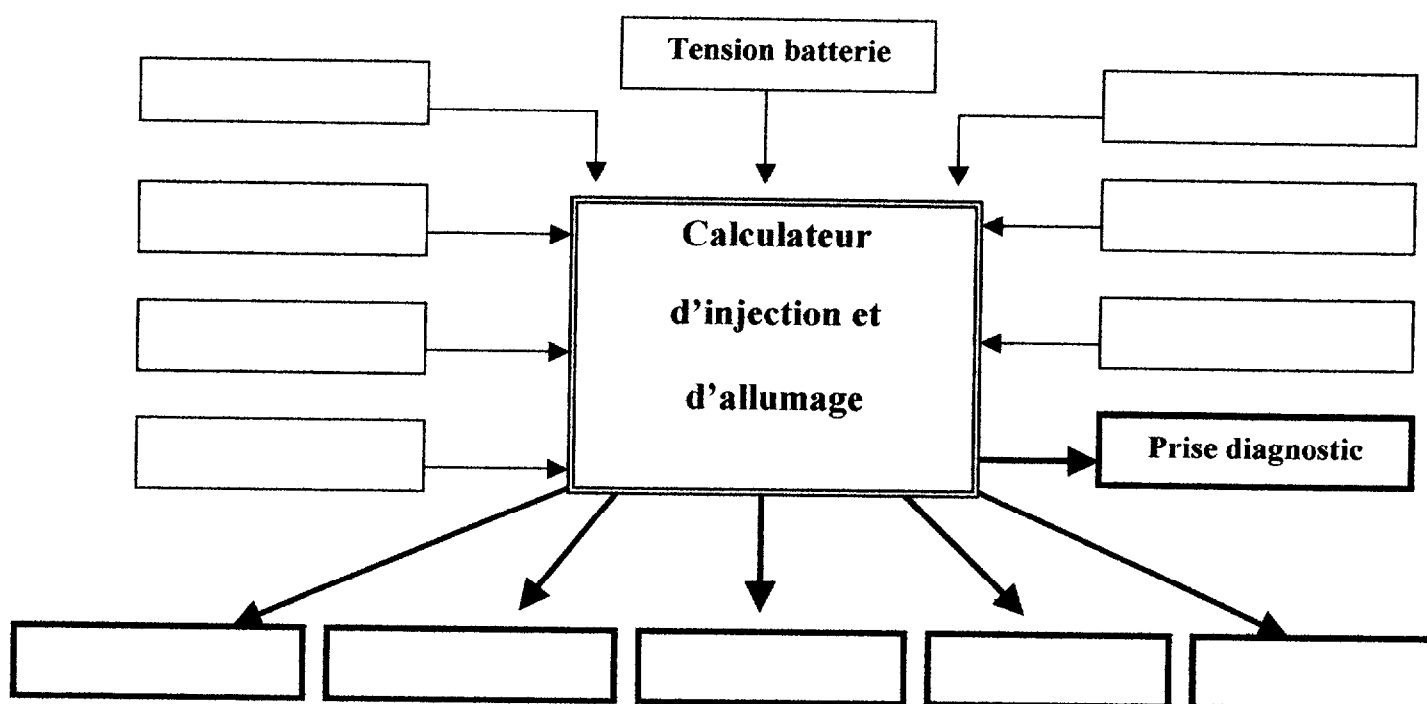 Tension batterie
Calculateur
d'injection et
d'allumage
Prise diagnostic